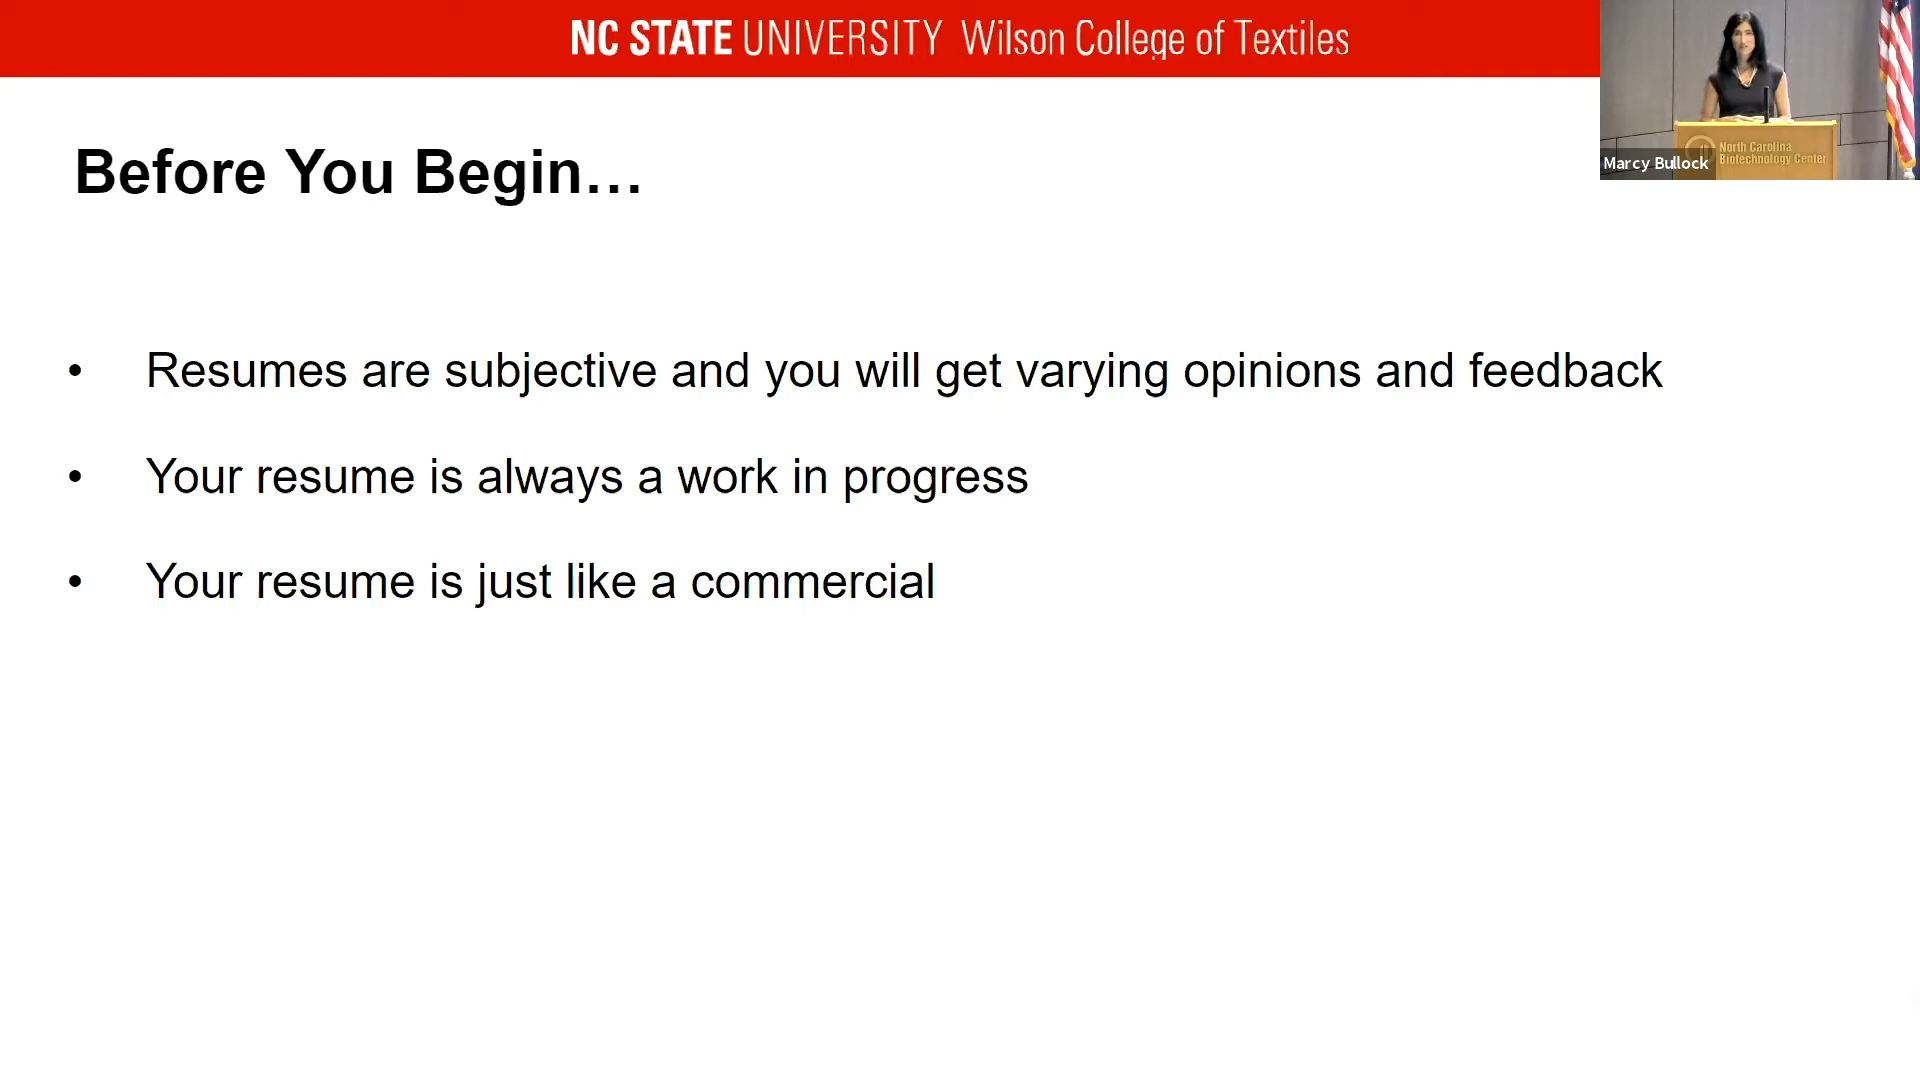 NC STATE UNIVERSITY Wilson College of Textiles
North Carolina
Biotechnology Center
Marcy Bullock
Before You Begin…
• Resumes are subjective and you will get varying opinions and feedback
• Your resume is always a work in progress
• Your resume is just like a commercial